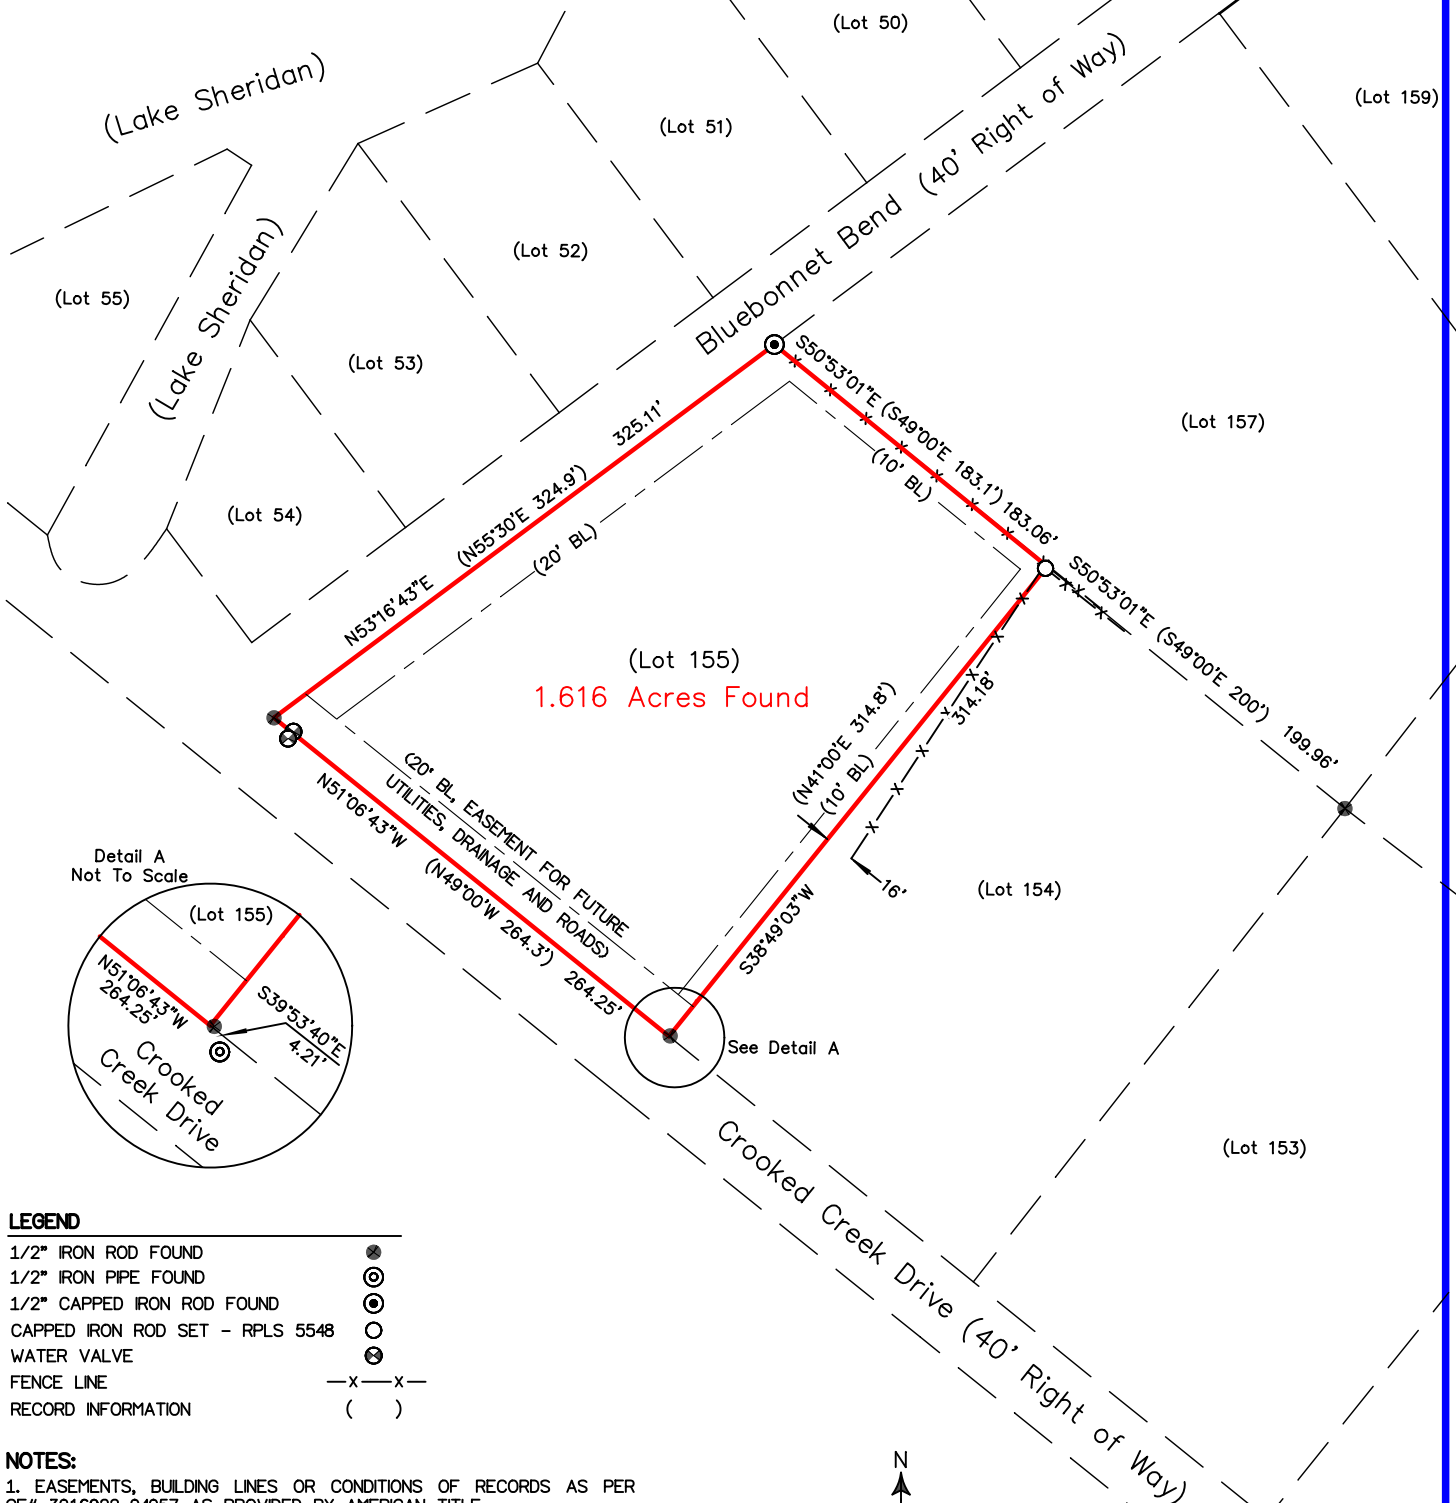 (Lot 50)
(Lake Sheridan)
(Lot 159)
(Lot 51)
Bluebonnet Bend (40' Right of Way)
(Lot 52)
(Lot 55)
(Lake Sheridan)
(Lot 53)
(Lot 54)
S50°53'01"E (S49°00'E 183.1') 183.06'
(Lot 157)
N53°16'43"E (N55°30'E 324.9') 325.11'
(20' BL)
(10' BL)
S50°53'01"E (S49°00'E 200') 199.96'
(Lot 155)
1.616 Acres Found
314.18'
(N41°00'E 314.8')
(10' BL)
S38°49'03"W
16'
(20' BL, EASEMENT FOR FUTURE
UTILITIES, DRAINAGE AND ROADS)
N51°06'43"W (N49°00'W 264.3') 264.25'
(Lot 154)
See Detail A
Detail A
Not To Scale
(Lot 155)
N51°06'43"W
264.25'
S39°53'40"E
4.21'
Crooked
Creek Drive
(Lot 153)
Crooked Creek Drive (40' Right of Way)
LEGEND
1/2" IRON ROD FOUND
1/2" IRON PIPE FOUND
1/2" CAPPED IRON ROD FOUND
CAPPED IRON ROD SET - RPLS 5548
WATER VALVE
FENCE LINE
RECORD INFORMATION ( )
N
NOTES:
1. EASEMENTS, BUILDING LINES OR CONDITIONS OF RECORDS AS PER
AS PROVIDED BY AMERICAN TITLE